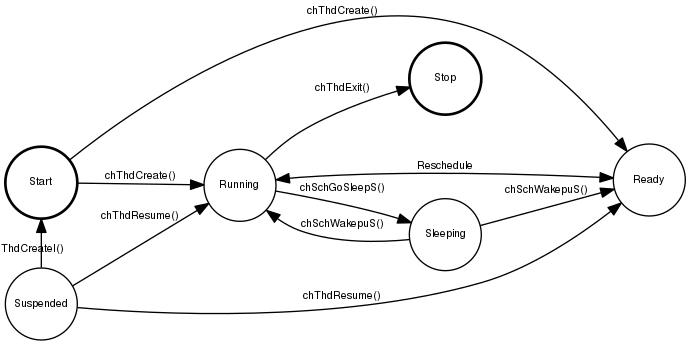 chThdCreate()
Stop
chThdExit()
Reschedule
chThdCreate()
Start
Running
Ready
chSchGoSleepS()
chSchWakepuS()
chThdResume()
chSchWakepuS()
Sleeping
ThdCreateI()
chThdResume()
Suspended